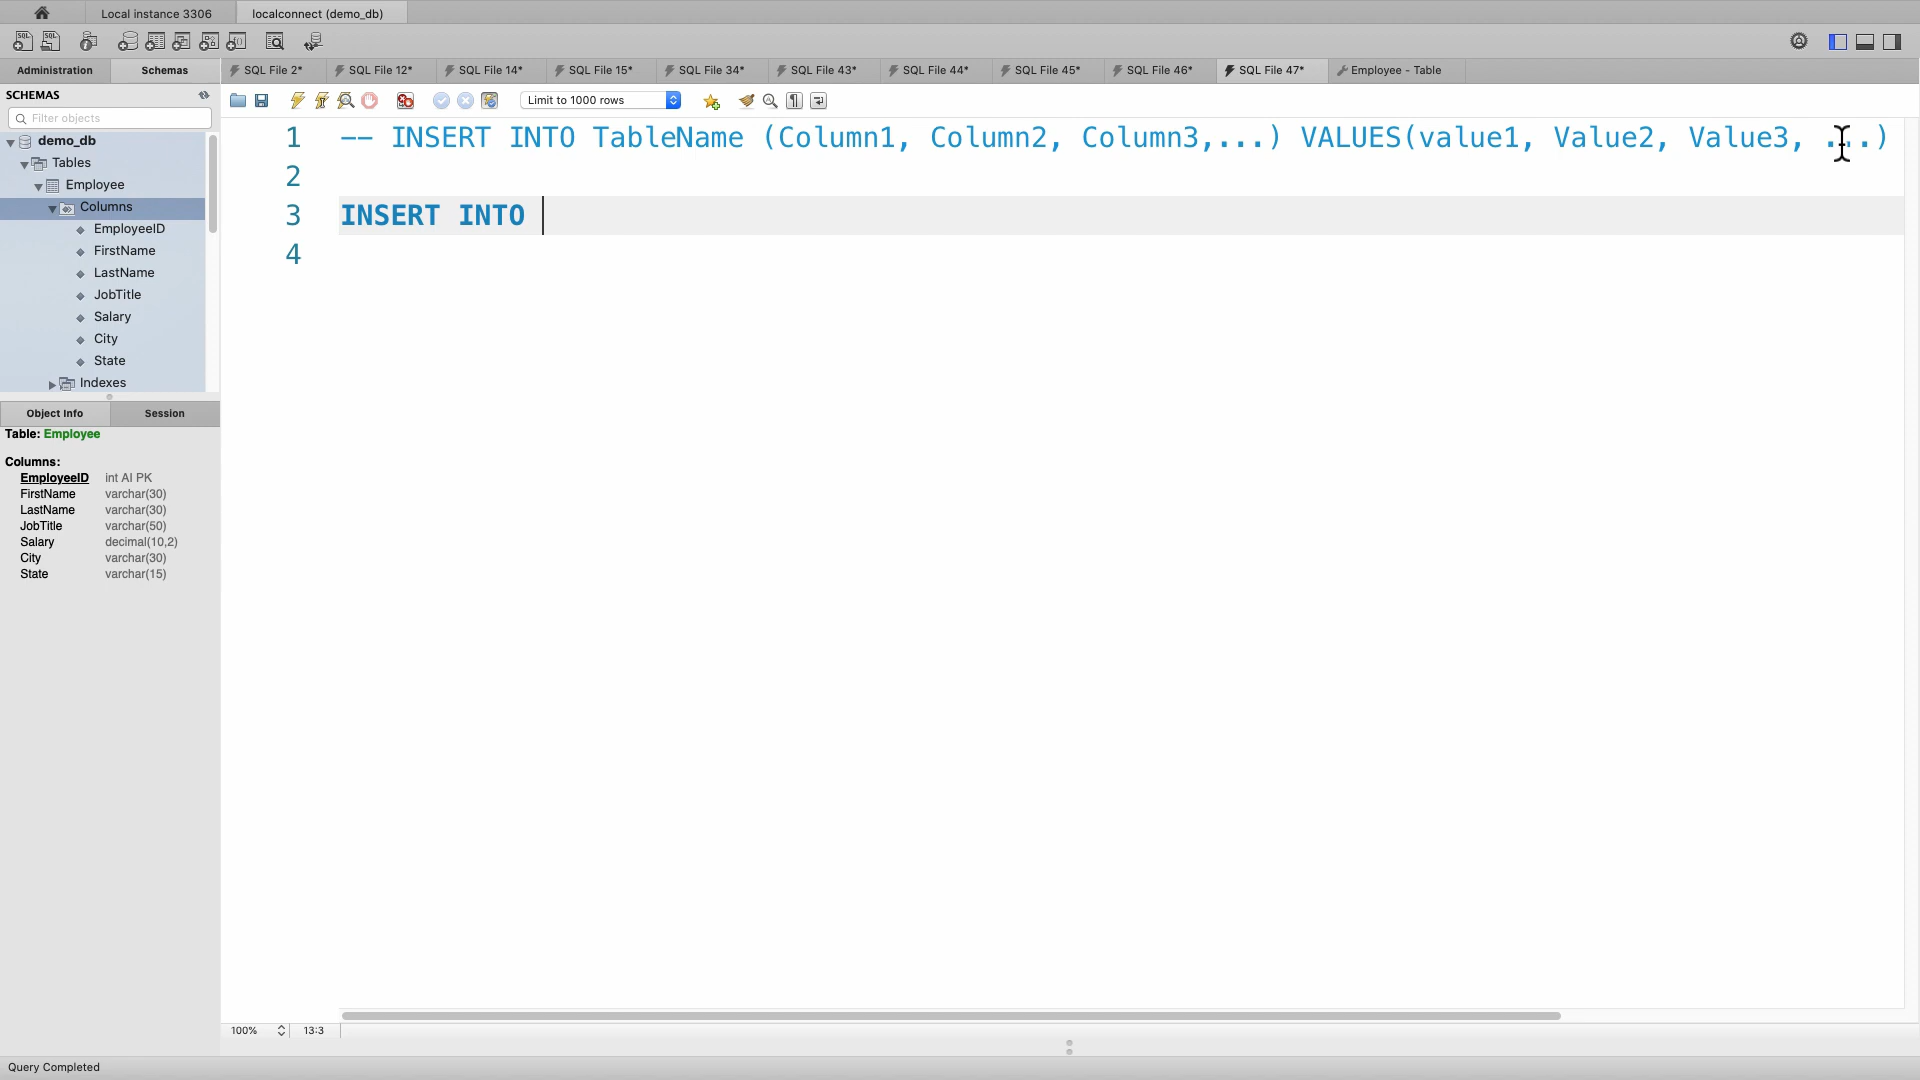 Local instance 3306 localconnect (demo_db)
Administration Schemas SQL File 2* SQL File 12* SQL File 14* SQL File 15* SQL File 34* SQL File 43* SQL File 44* SQL File 45* SQL File 46* SQL File 47* Employee - Table
SCHEMAS
Limit to 1000 rows
Filter objects
demo_db
Tables
Employee
Columns
EmployeeID
FirstName
LastName
JobTitle
Salary
City
State
Indexes
Object Info Session
Table: Employee
Columns:
EmployeeID int AI PK
FirstName varchar(30)
LastName varchar(30)
JobTitle varchar(50)
Salary decimal(10,2)
City varchar(30)
State varchar(15)
1 -- INSERT INTO TableName (Column1, Column2, Column3,...) VALUES(value1, Value2, Value3, ...)
2
3 INSERT INTO
4
100% 13:3
Query Completed